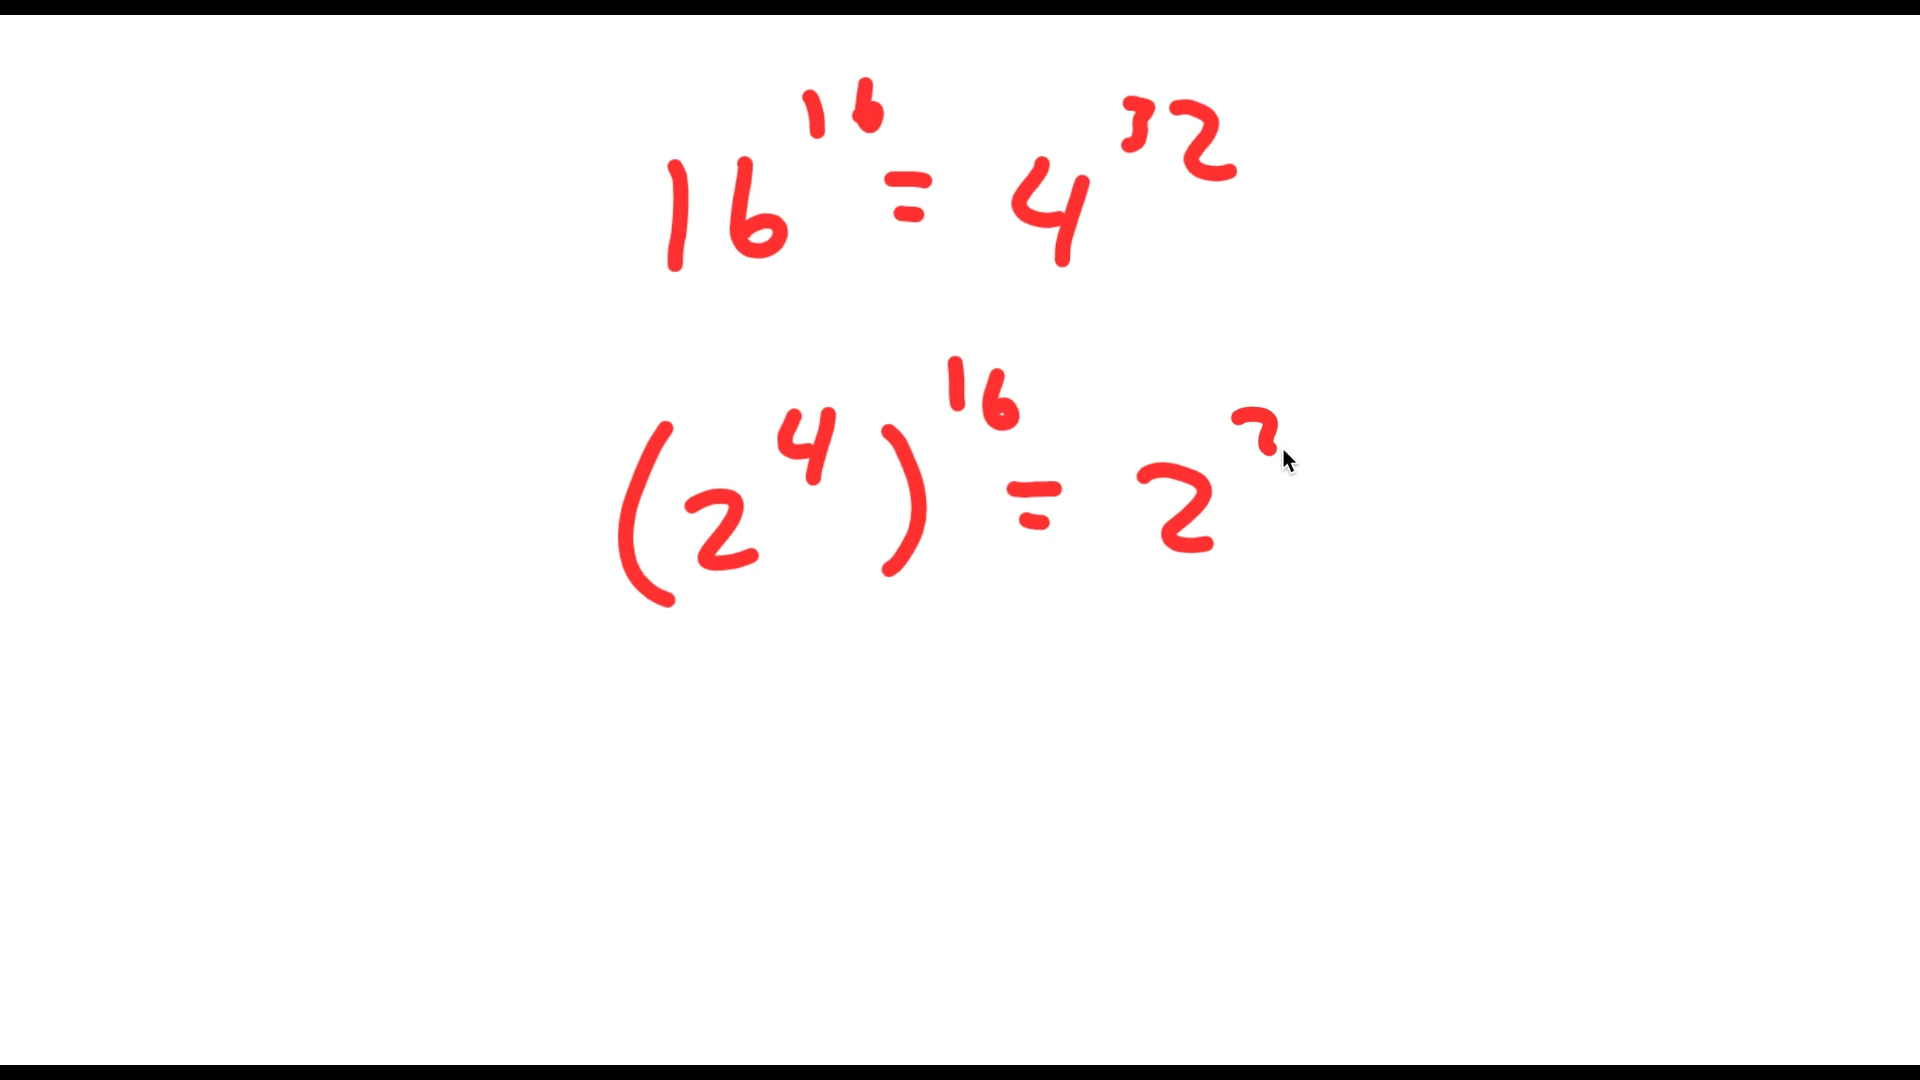 16^16 = 4^32
(2^4)^16 = 2^?